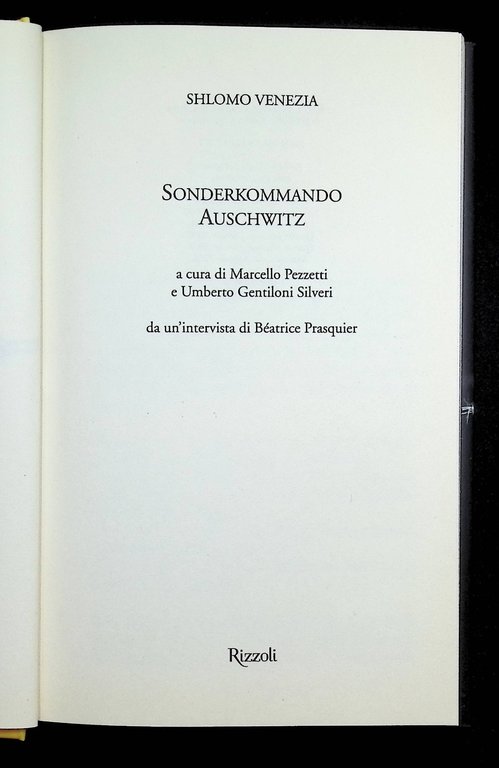 SHLOMO VENEZIA
SONDERKOMMANDO
AUSCHWITZ
a cura di Marcello Pezzetti
e Umberto Gentiloni Silveri
da un'intervista di Béatrice Prasquier
Rizzoli